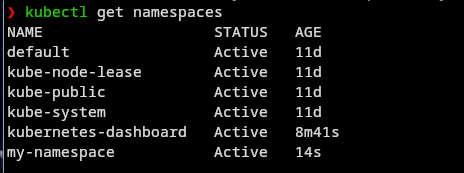 ❯ kubectl get namespaces
NAME                   STATUS   AGE
default                Active   11d
kube-node-lease        Active   11d
kube-public            Active   11d
kube-system            Active   11d
kubernetes-dashboard   Active   8m41s
my-namespace           Active   14s